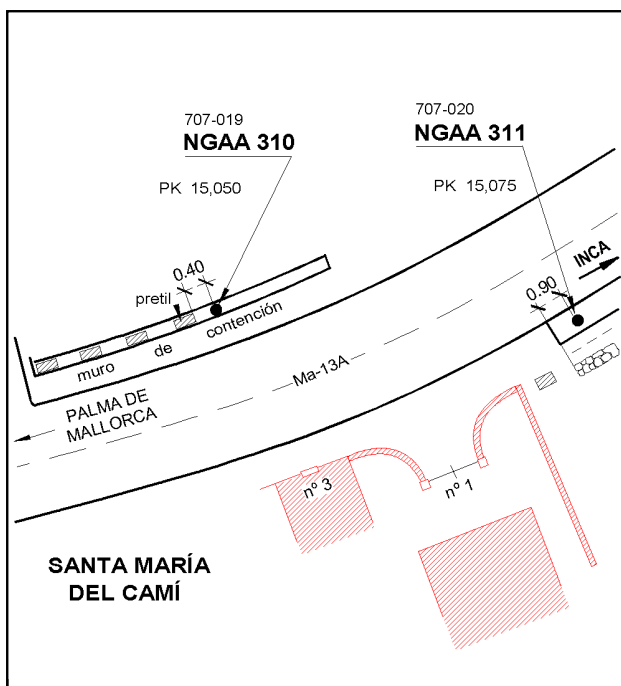 707-019
NGAA 310
PK 15,050
707-020
NGAA 311
PK 15,075
INCA
0.40
0.90
pretil
muro de contención
Ma-13A
PALMA DE
MALLORCA
nº 3
nº 1
SANTA MARÍA
DEL CAMÍ